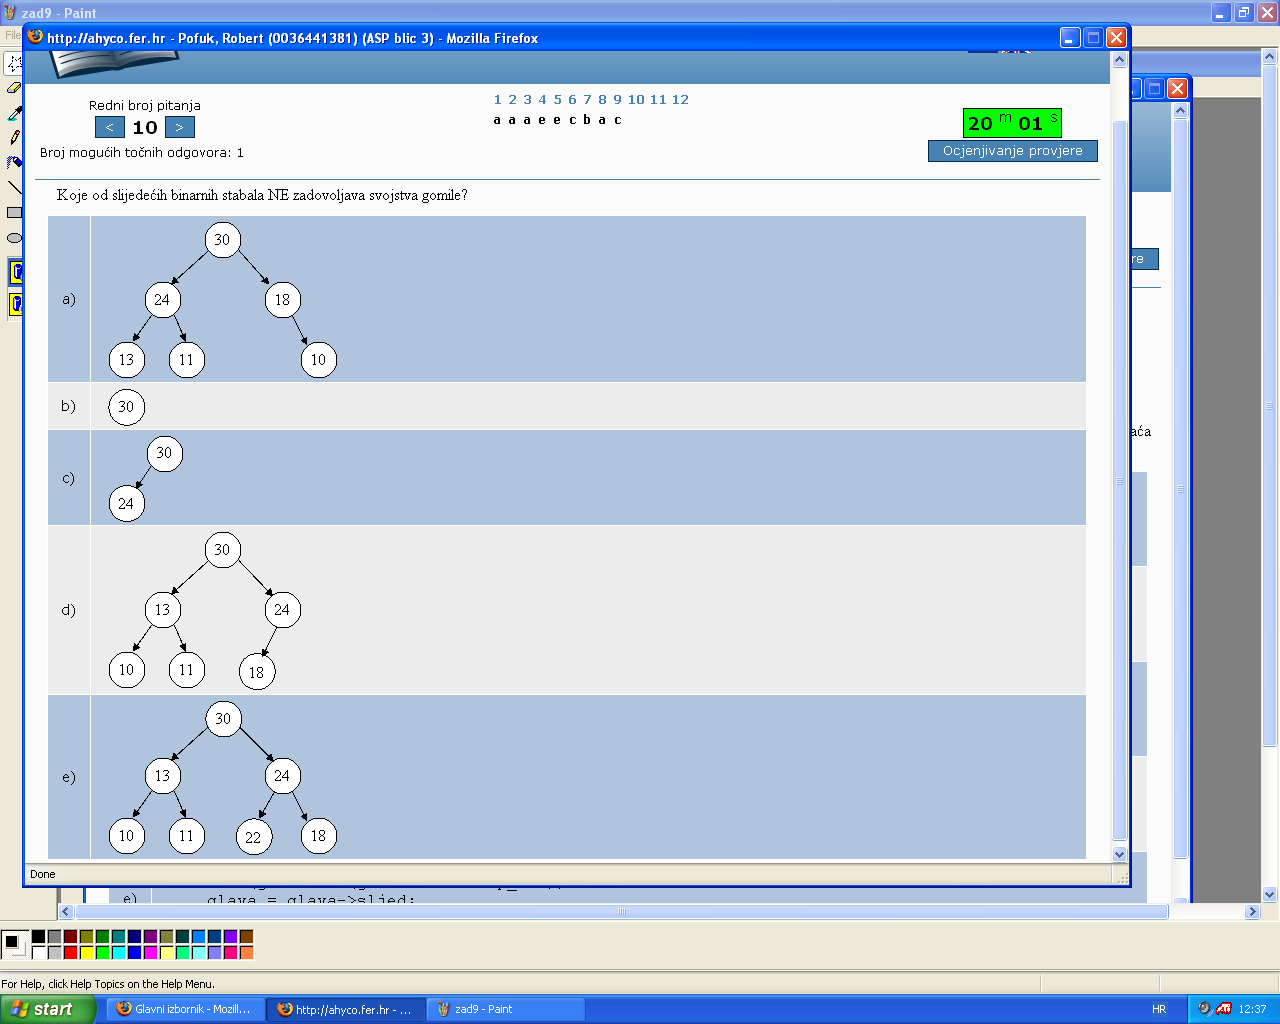 zad9 - Paint
File
http://ahyco.fer.hr - Pofuk, Robert (0036441381) (ASP blic 3) - Mozilla Firefox
Redni broj pitanja
< 10 >
Broj mogućih točnih odgovora: 1
1 2 3 4 5 6 7 8 9 10 11 12
a a a e e c b a c
20 m 01 s
Ocjenjivanje provjere
Koje od slijedećih binarnih stabala NE zadovoljava svojstva gomile?
re
aća
a)
30
24 18
13 11 10
b)
30
c)
30
24
d)
30
13 24
10 11 18
e)
30
13 24
10 11 22 18
Done
e) glava = glava->sljed;
For Help, click Help Topics on the Help Menu.
start
Glavni izbornik - Mozill...
http://ahyco.fer.hr - ...
zad9 - Paint
HR
12:37